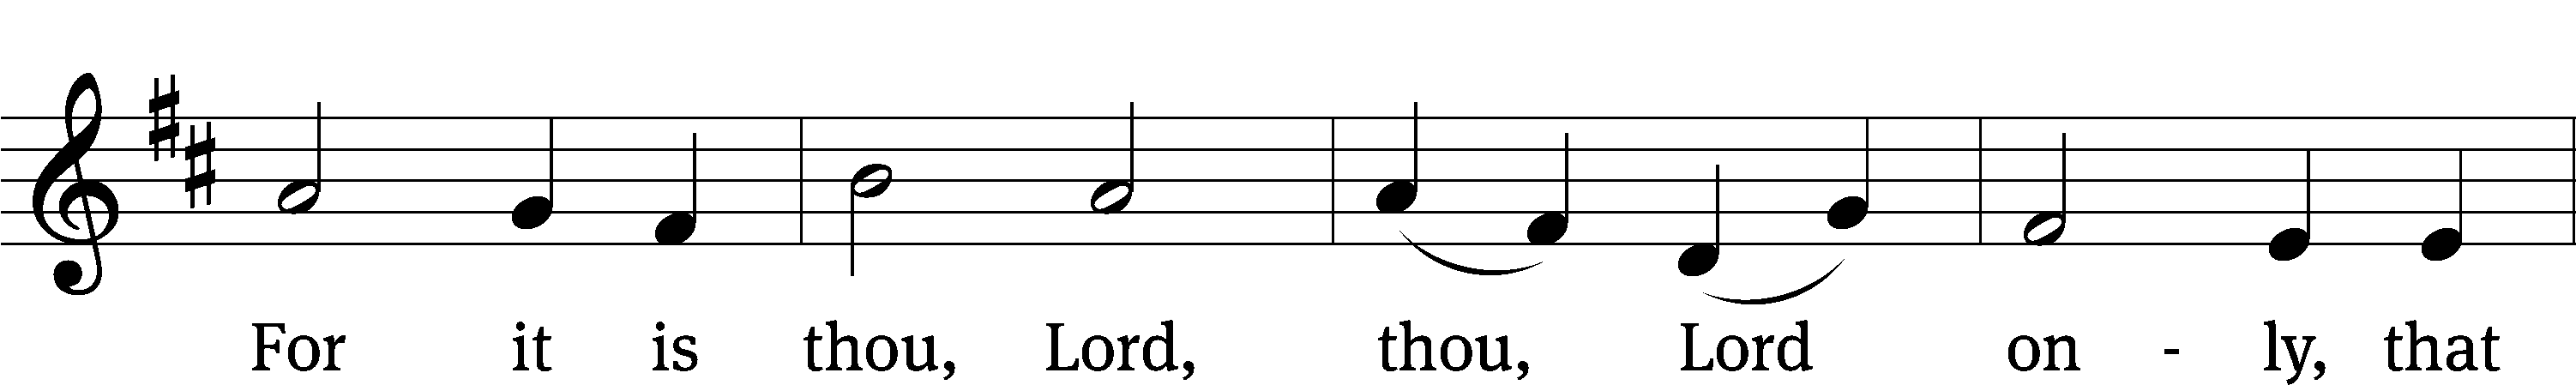 For it is thou, Lord, thou, Lord on - ly, that